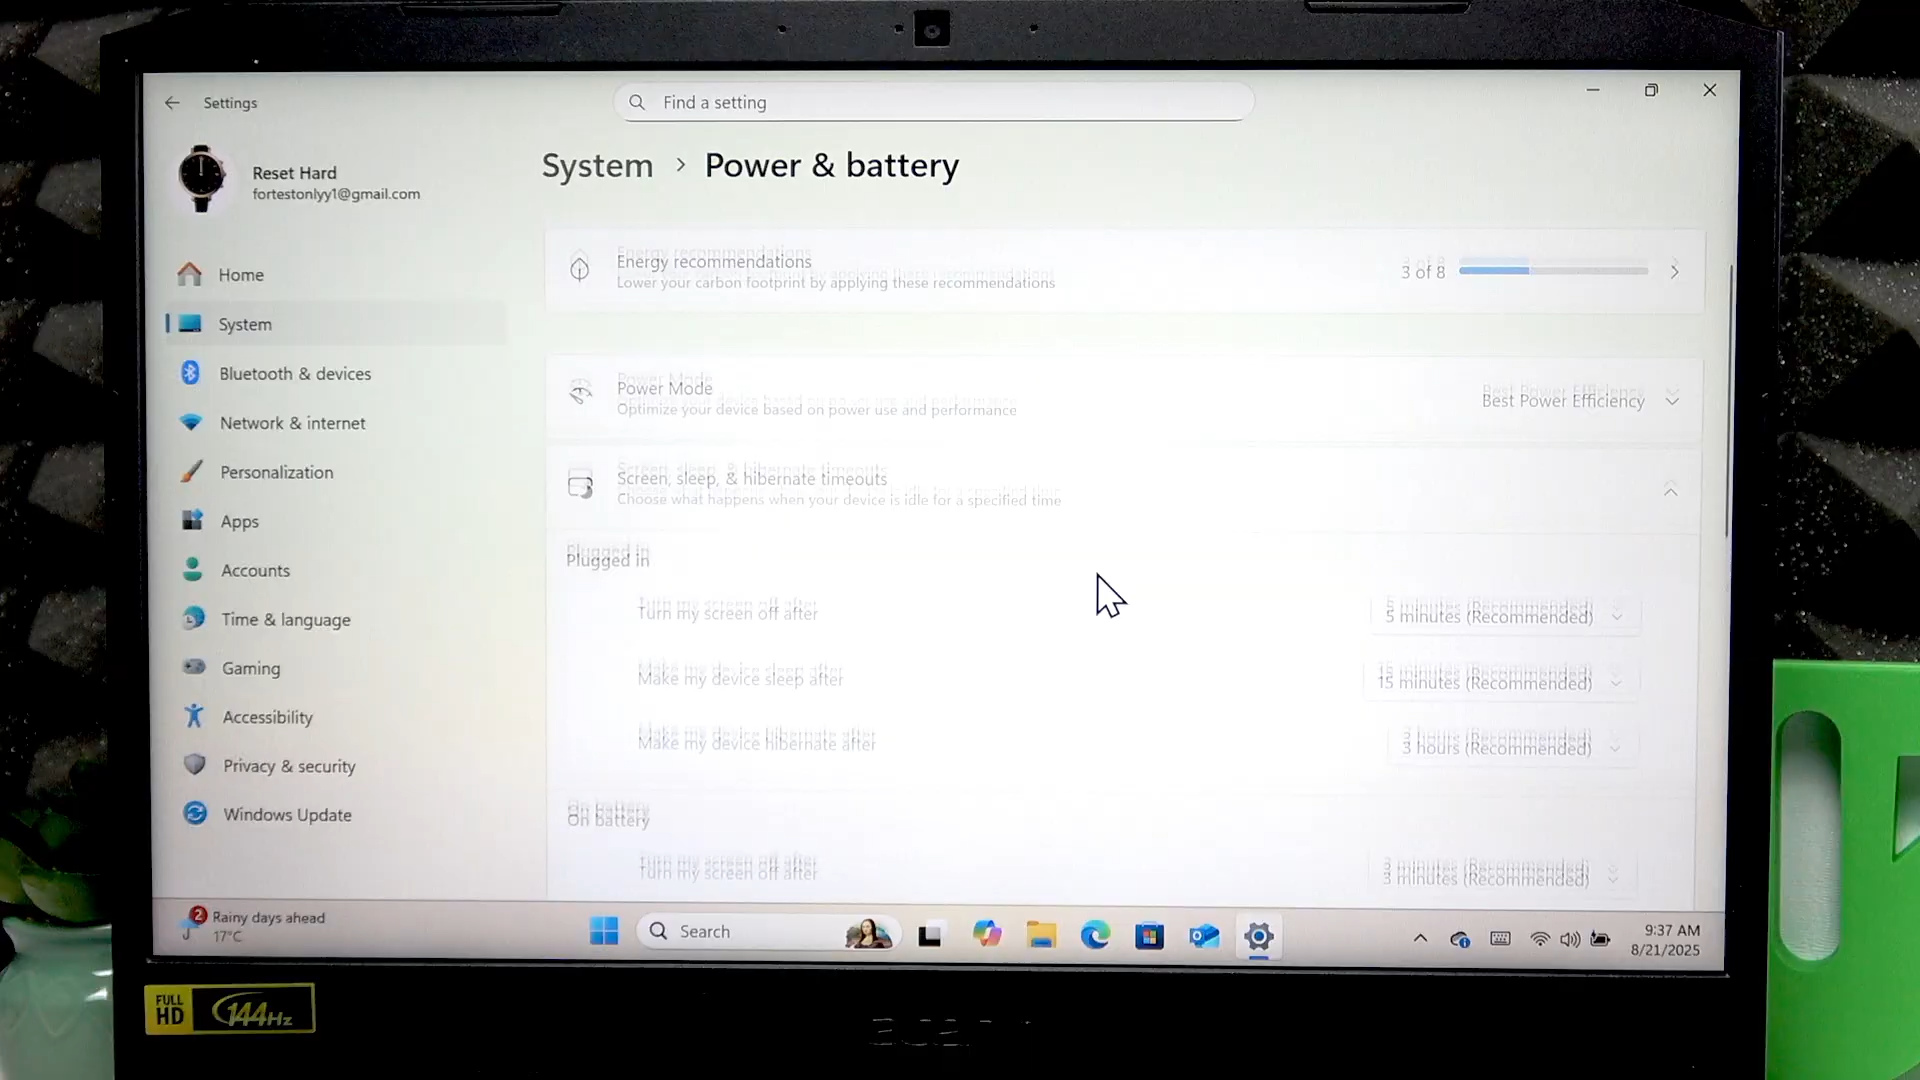 Settings
Find a setting
Reset Hard
fortestonlyy1@gmail.com
System > Power & battery
Home
System
Bluetooth & devices
Network & internet
Personalization
Apps
Accounts
Time & language
Gaming
Accessibility
Privacy & security
Windows Update
Energy recommendations
Lower your carbon footprint by applying these recommendations
3 of 8
Power Mode
Optimize your device based on power use and performance
Best Power Efficiency
Screen, sleep, & hibernate timeouts
Choose what happens when your device is idle for a specified time
Plugged in
Turn my screen off after
5 minutes (Recommended)
Make my device sleep after
15 minutes (Recommended)
Make my device hibernate after
3 hours (Recommended)
On battery
Turn my screen off after
3 minutes (Recommended)
2
Rainy days ahead
17°C
Search
9:37 AM
8/21/2025
FULL HD
144Hz